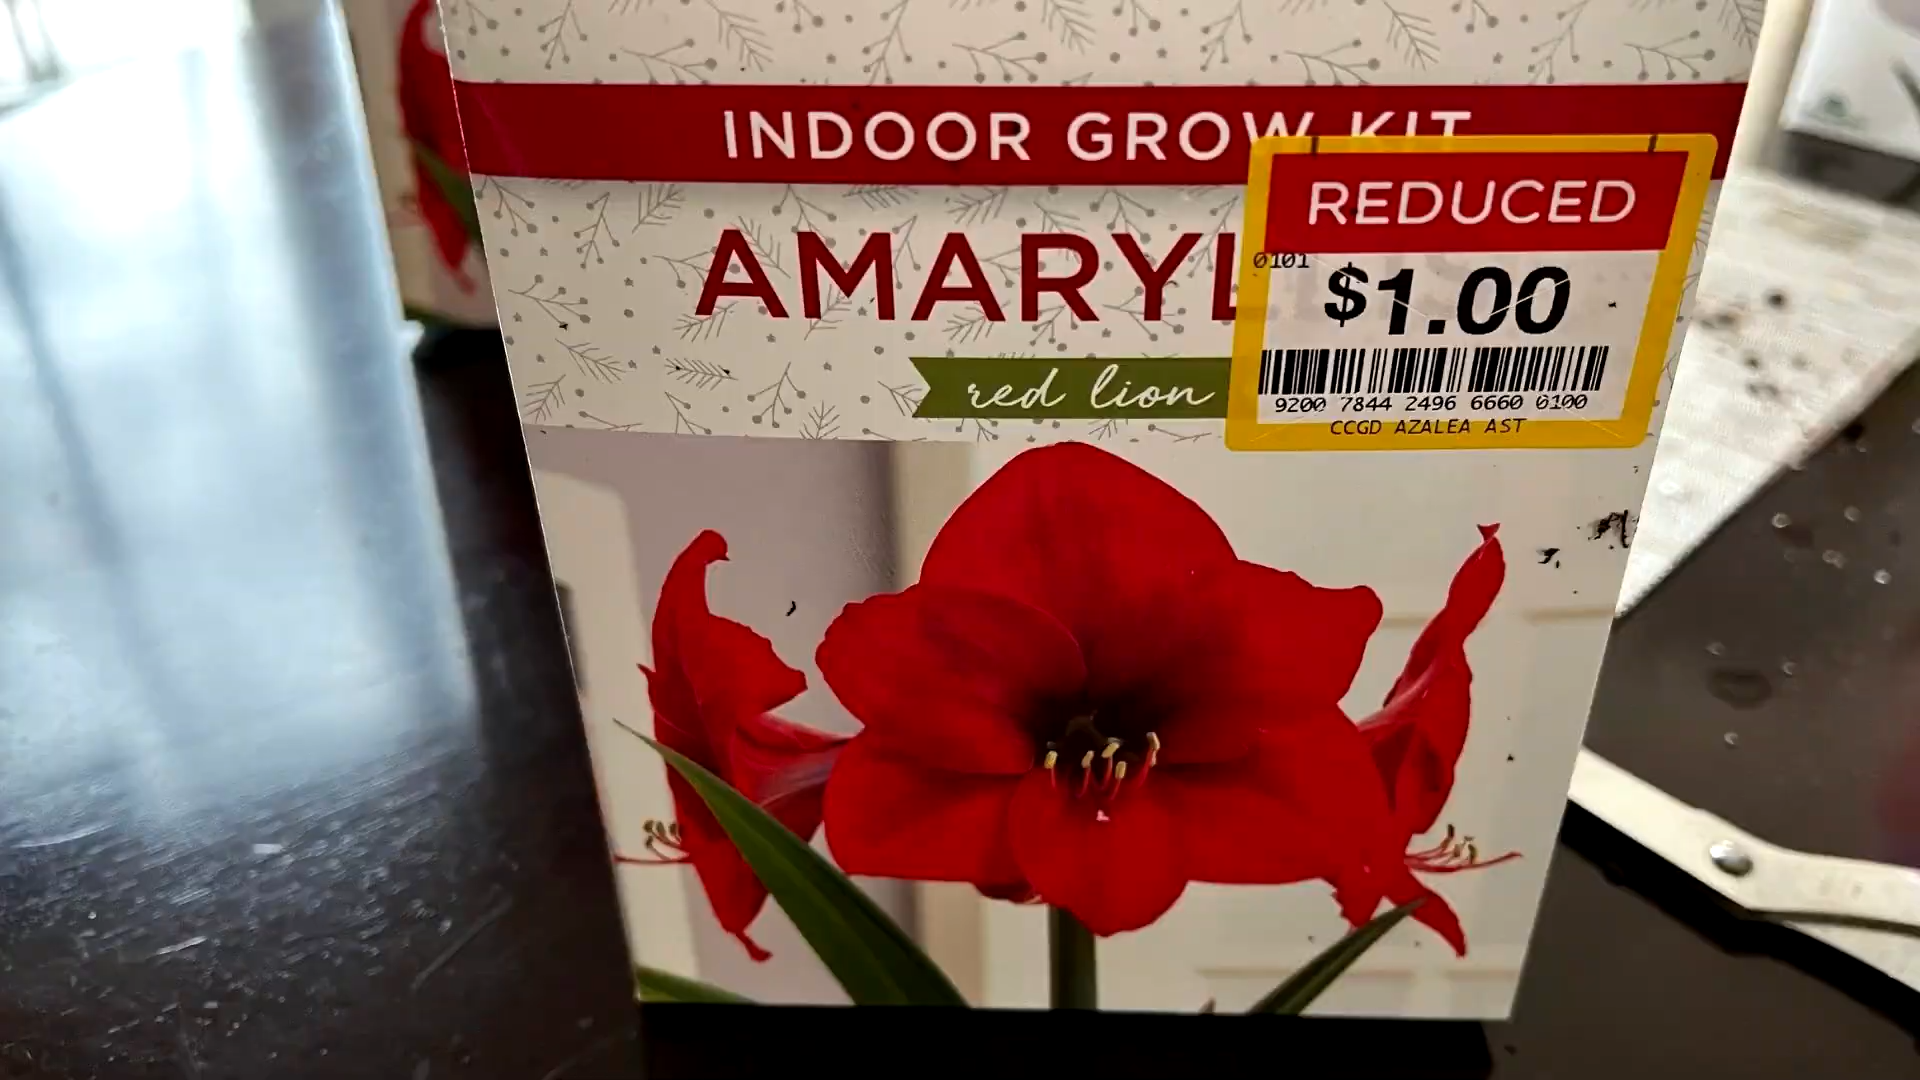 INDOOR GROW KIT
REDUCED
AMARYL
0101
$1.00
red lion
9200 7844 2496 6660 0100
CCGD AZALEA AST